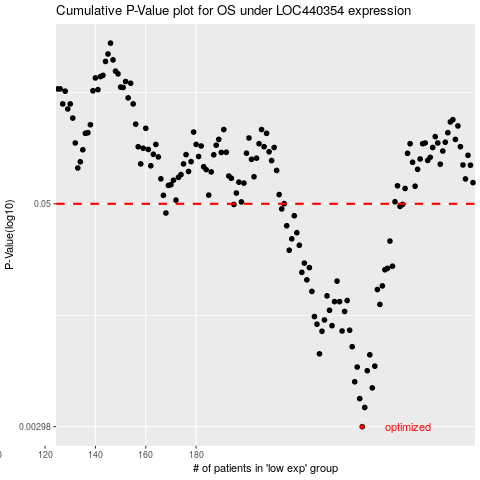 Cumulative P-Value plot for OS under LOC440354 expression
P-Value(log10)
0.05
0.00298
optimized
0 120 140 160 180
# of patients in 'low exp' group